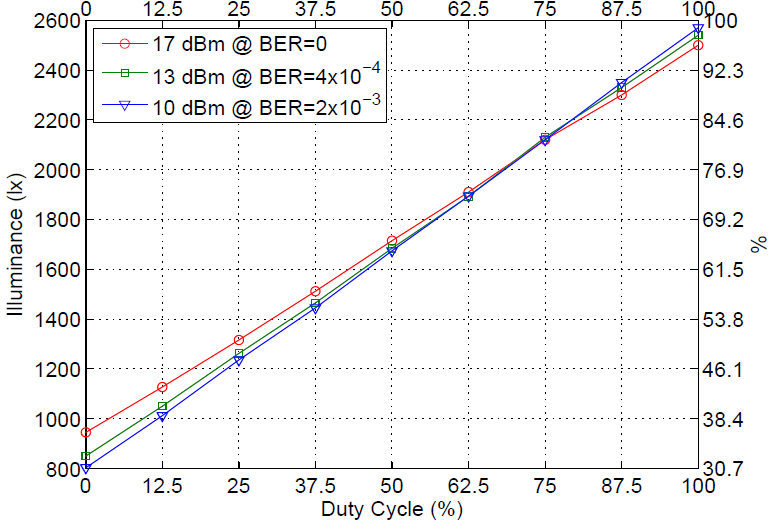 0 12.5 25 37.5 50 62.5 75 87.5 100
2600 100
17 dBm @ BER=0
13 dBm @ BER=4x10⁻⁴
10 dBm @ BER=2x10⁻³
2400 92.3
2200 84.6
2000 76.9
1800 69.2
1600 61.5
1400 53.8
1200 46.1
1000 38.4
800 30.7
Illuminance (lx)
%
0 12.5 25 37.5 50 62.5 75 87.5 100
Duty Cycle (%)